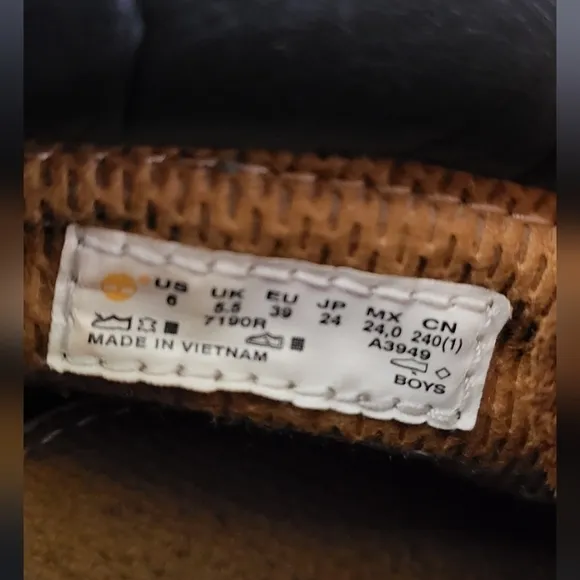 US UK EU JP MX CN
6 5.5 39 24 24,0 240(1)
7190R A3949
MADE IN VIETNAM BOYS